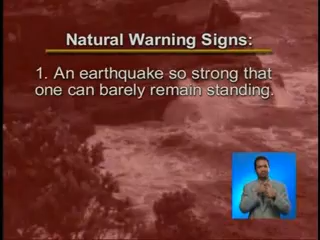 Natural Warning Signs:
1. An earthquake so strong that
one can barely remain standing.